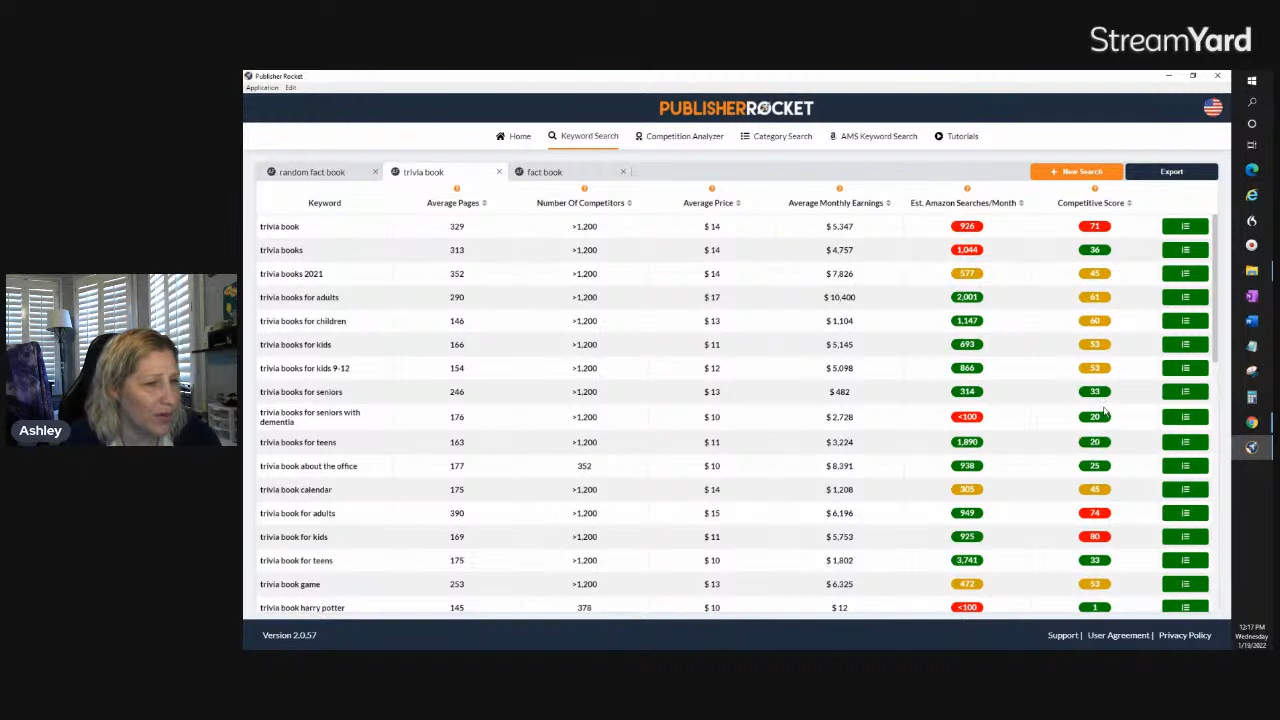 StreamYard
Publisher Rocket
Application Edit
PUBLISHERROCKET
Home Keyword Search Competition Analyzer Category Search AMS Keyword Search Tutorials
random fact book × trivia book × fact book × + New Search Export
Keyword Average Pages Number Of Competitors Average Price Average Monthly Earnings Est. Amazon Searches/Month Competitive Score
trivia book 329 >1,200 $ 14 $ 5,347 926 71
trivia books 313 >1,200 $ 14 $ 4,757 1,044 36
trivia books 2021 352 >1,200 $ 14 $ 7,826 577 45
trivia books for adults 290 >1,200 $ 17 $ 10,400 2,001 61
trivia books for children 146 >1,200 $ 13 $ 1,104 1,147 60
trivia books for kids 166 >1,200 $ 11 $ 5,145 693 53
trivia books for kids 9-12 154 >1,200 $ 12 $ 5,098 866 53
trivia books for seniors 246 >1,200 $ 13 $ 482 314 33
trivia books for seniors with
dementia 176 >1,200 $ 10 $ 2,728 <100 20
trivia books for teens 163 >1,200 $ 11 $ 3,224 1,890 20
trivia book about the office 177 352 $ 10 $ 8,391 938 25
trivia book calendar 175 >1,200 $ 14 $ 1,208 305 45
trivia book for adults 390 >1,200 $ 15 $ 6,196 949 74
trivia book for kids 169 >1,200 $ 11 $ 5,753 925 80
trivia book for teens 175 >1,200 $ 10 $ 1,802 3,741 33
trivia book game 253 >1,200 $ 13 $ 6,325 472 53
trivia book harry potter 145 378 $ 10 $ 12 <100 1
Version 2.0.57 Support | User Agreement | Privacy Policy
Ashley
12:17 PM
Wednesday
1/19/2022